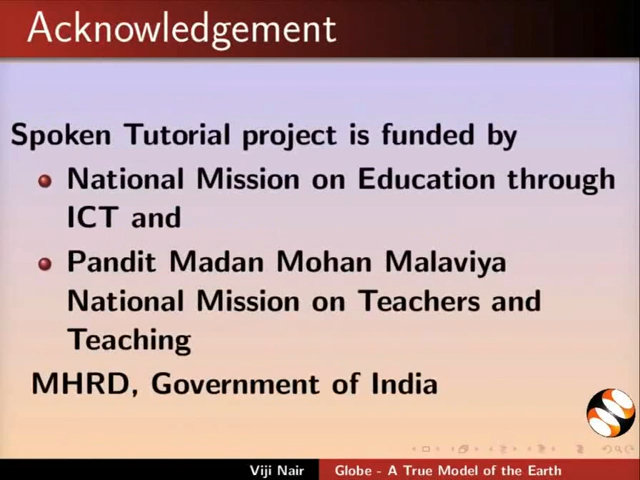 Acknowledgement
Spoken Tutorial project is funded by
National Mission on Education through
ICT and
Pandit Madan Mohan Malaviya
National Mission on Teachers and
Teaching
MHRD, Government of India
Viji Nair
Globe - A True Model of the Earth